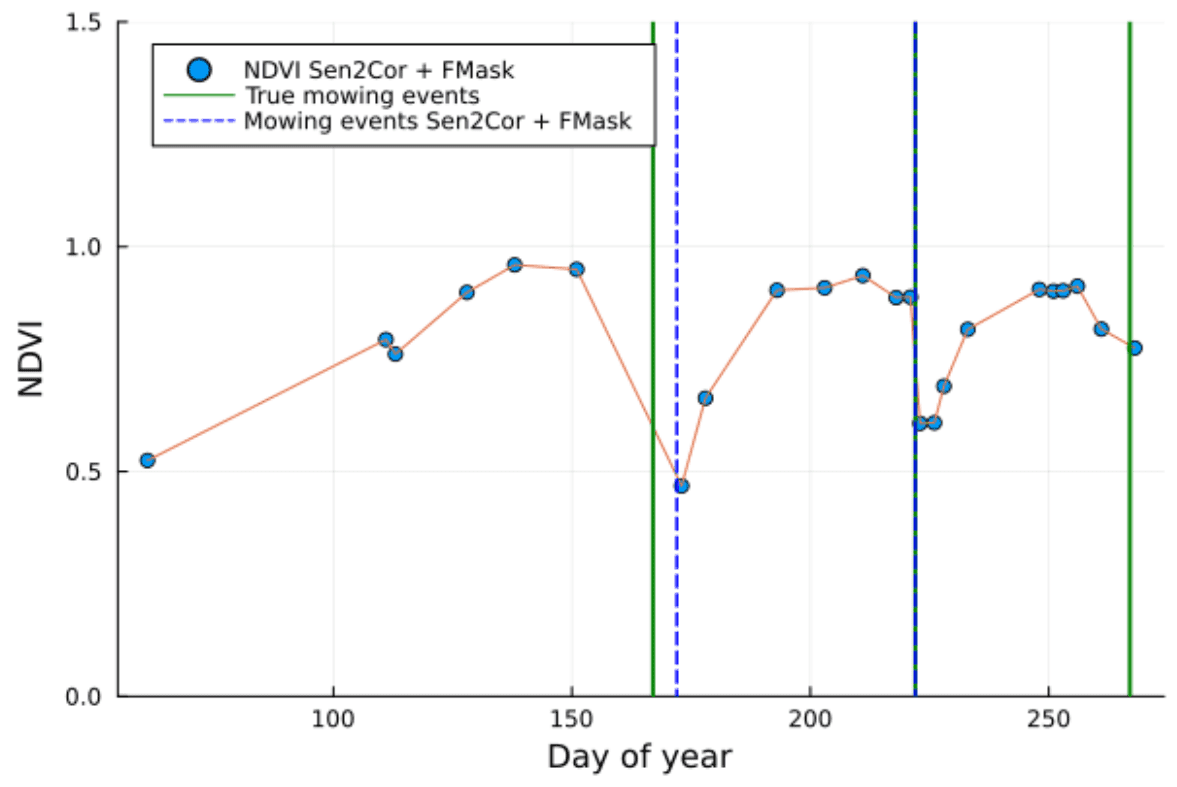 1.5
NDVI Sen2Cor + FMask
True mowing events
Mowing events Sen2Cor + FMask
1.0
NDVI
0.5
0.0
100 150 200 250
Day of year